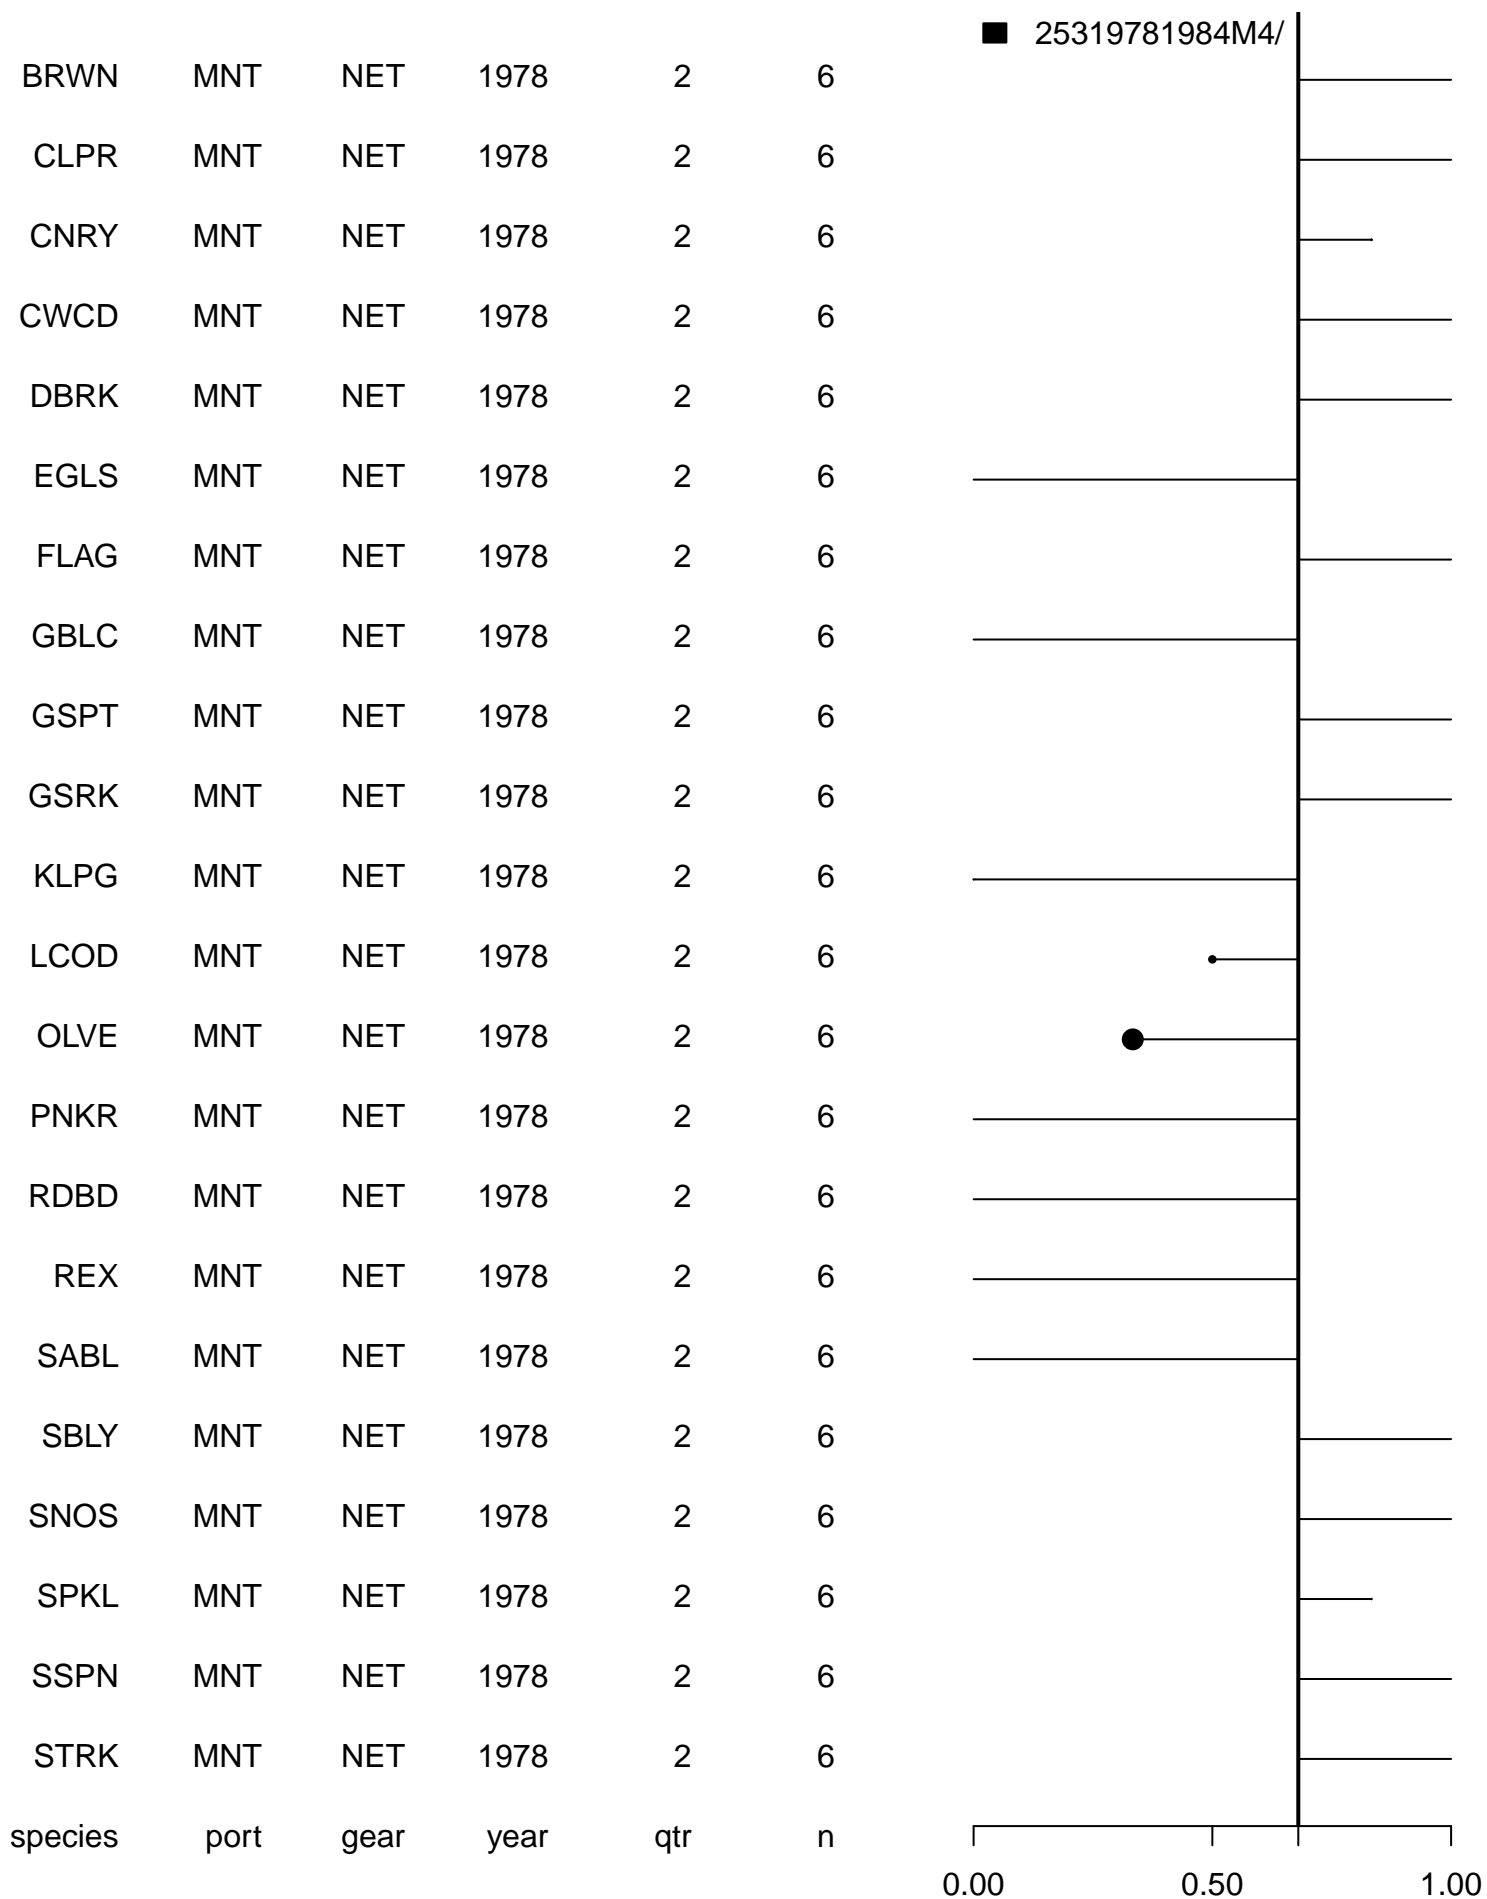 25319781984M4/
BRWN MNT NET 1978 2 6
CLPR MNT NET 1978 2 6
CNRY MNT NET 1978 2 6
CWCD MNT NET 1978 2 6
DBRK MNT NET 1978 2 6
EGLS MNT NET 1978 2 6
FLAG MNT NET 1978 2 6
GBLC MNT NET 1978 2 6
GSPT MNT NET 1978 2 6
GSRK MNT NET 1978 2 6
KLPG MNT NET 1978 2 6
LCOD MNT NET 1978 2 6
OLVE MNT NET 1978 2 6
PNKR MNT NET 1978 2 6
RDBD MNT NET 1978 2 6
REX MNT NET 1978 2 6
SABL MNT NET 1978 2 6
SBLY MNT NET 1978 2 6
SNOS MNT NET 1978 2 6
SPKL MNT NET 1978 2 6
SSPN MNT NET 1978 2 6
STRK MNT NET 1978 2 6
species port gear year qtr n
0.00 0.50 1.00